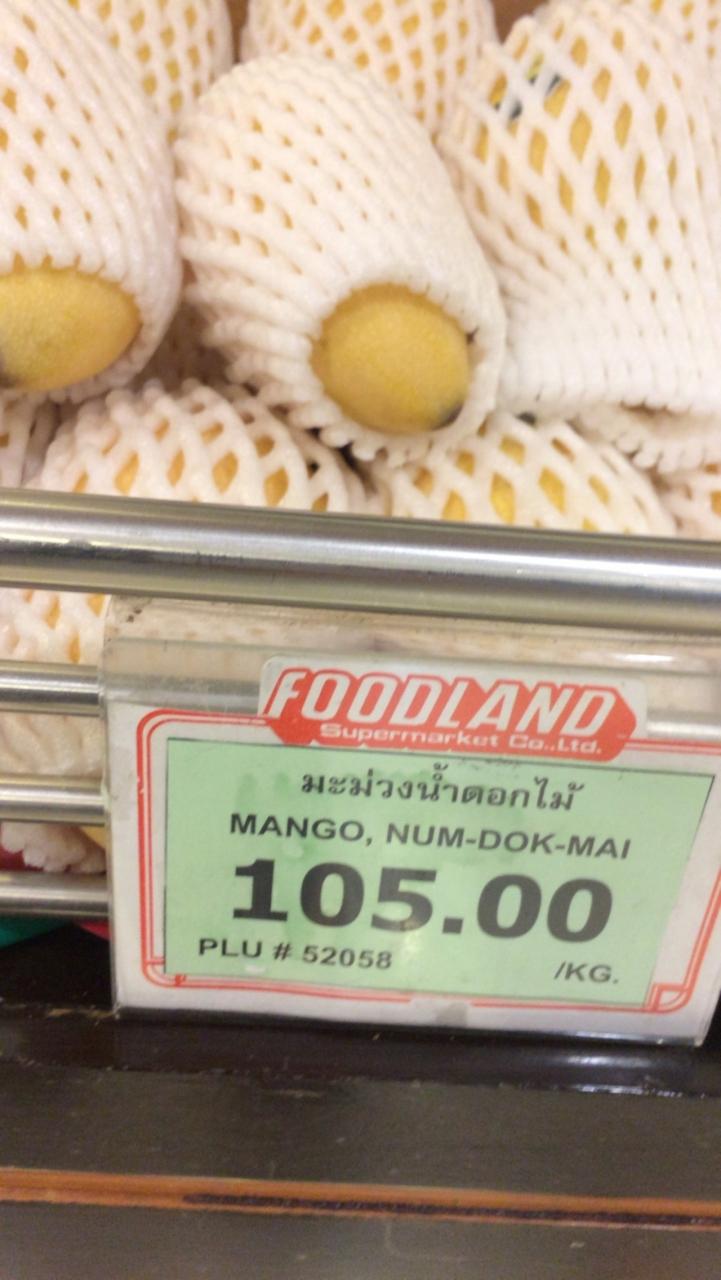 FOODLAND
Supermarket Co.,Ltd.
มะม่วงน้ำดอกไม้
MANGO, NUM-DOK-MAI
105.00
PLU # 52058
/KG.